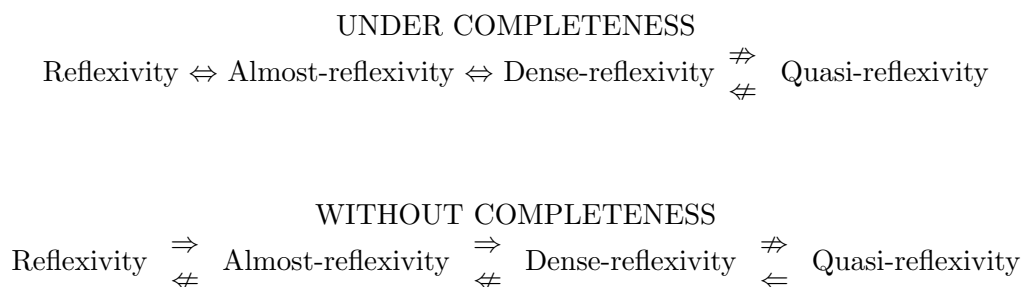 UNDER COMPLETENESS
Reflexivity ⇔ Almost-reflexivity ⇔ Dense-reflexivity ⇏ ⇍ Quasi-reflexivity
WITHOUT COMPLETENESS
Reflexivity ⇒ ⇍ Almost-reflexivity ⇒ ⇍ Dense-reflexivity ⇏ ⇐ Quasi-reflexivity